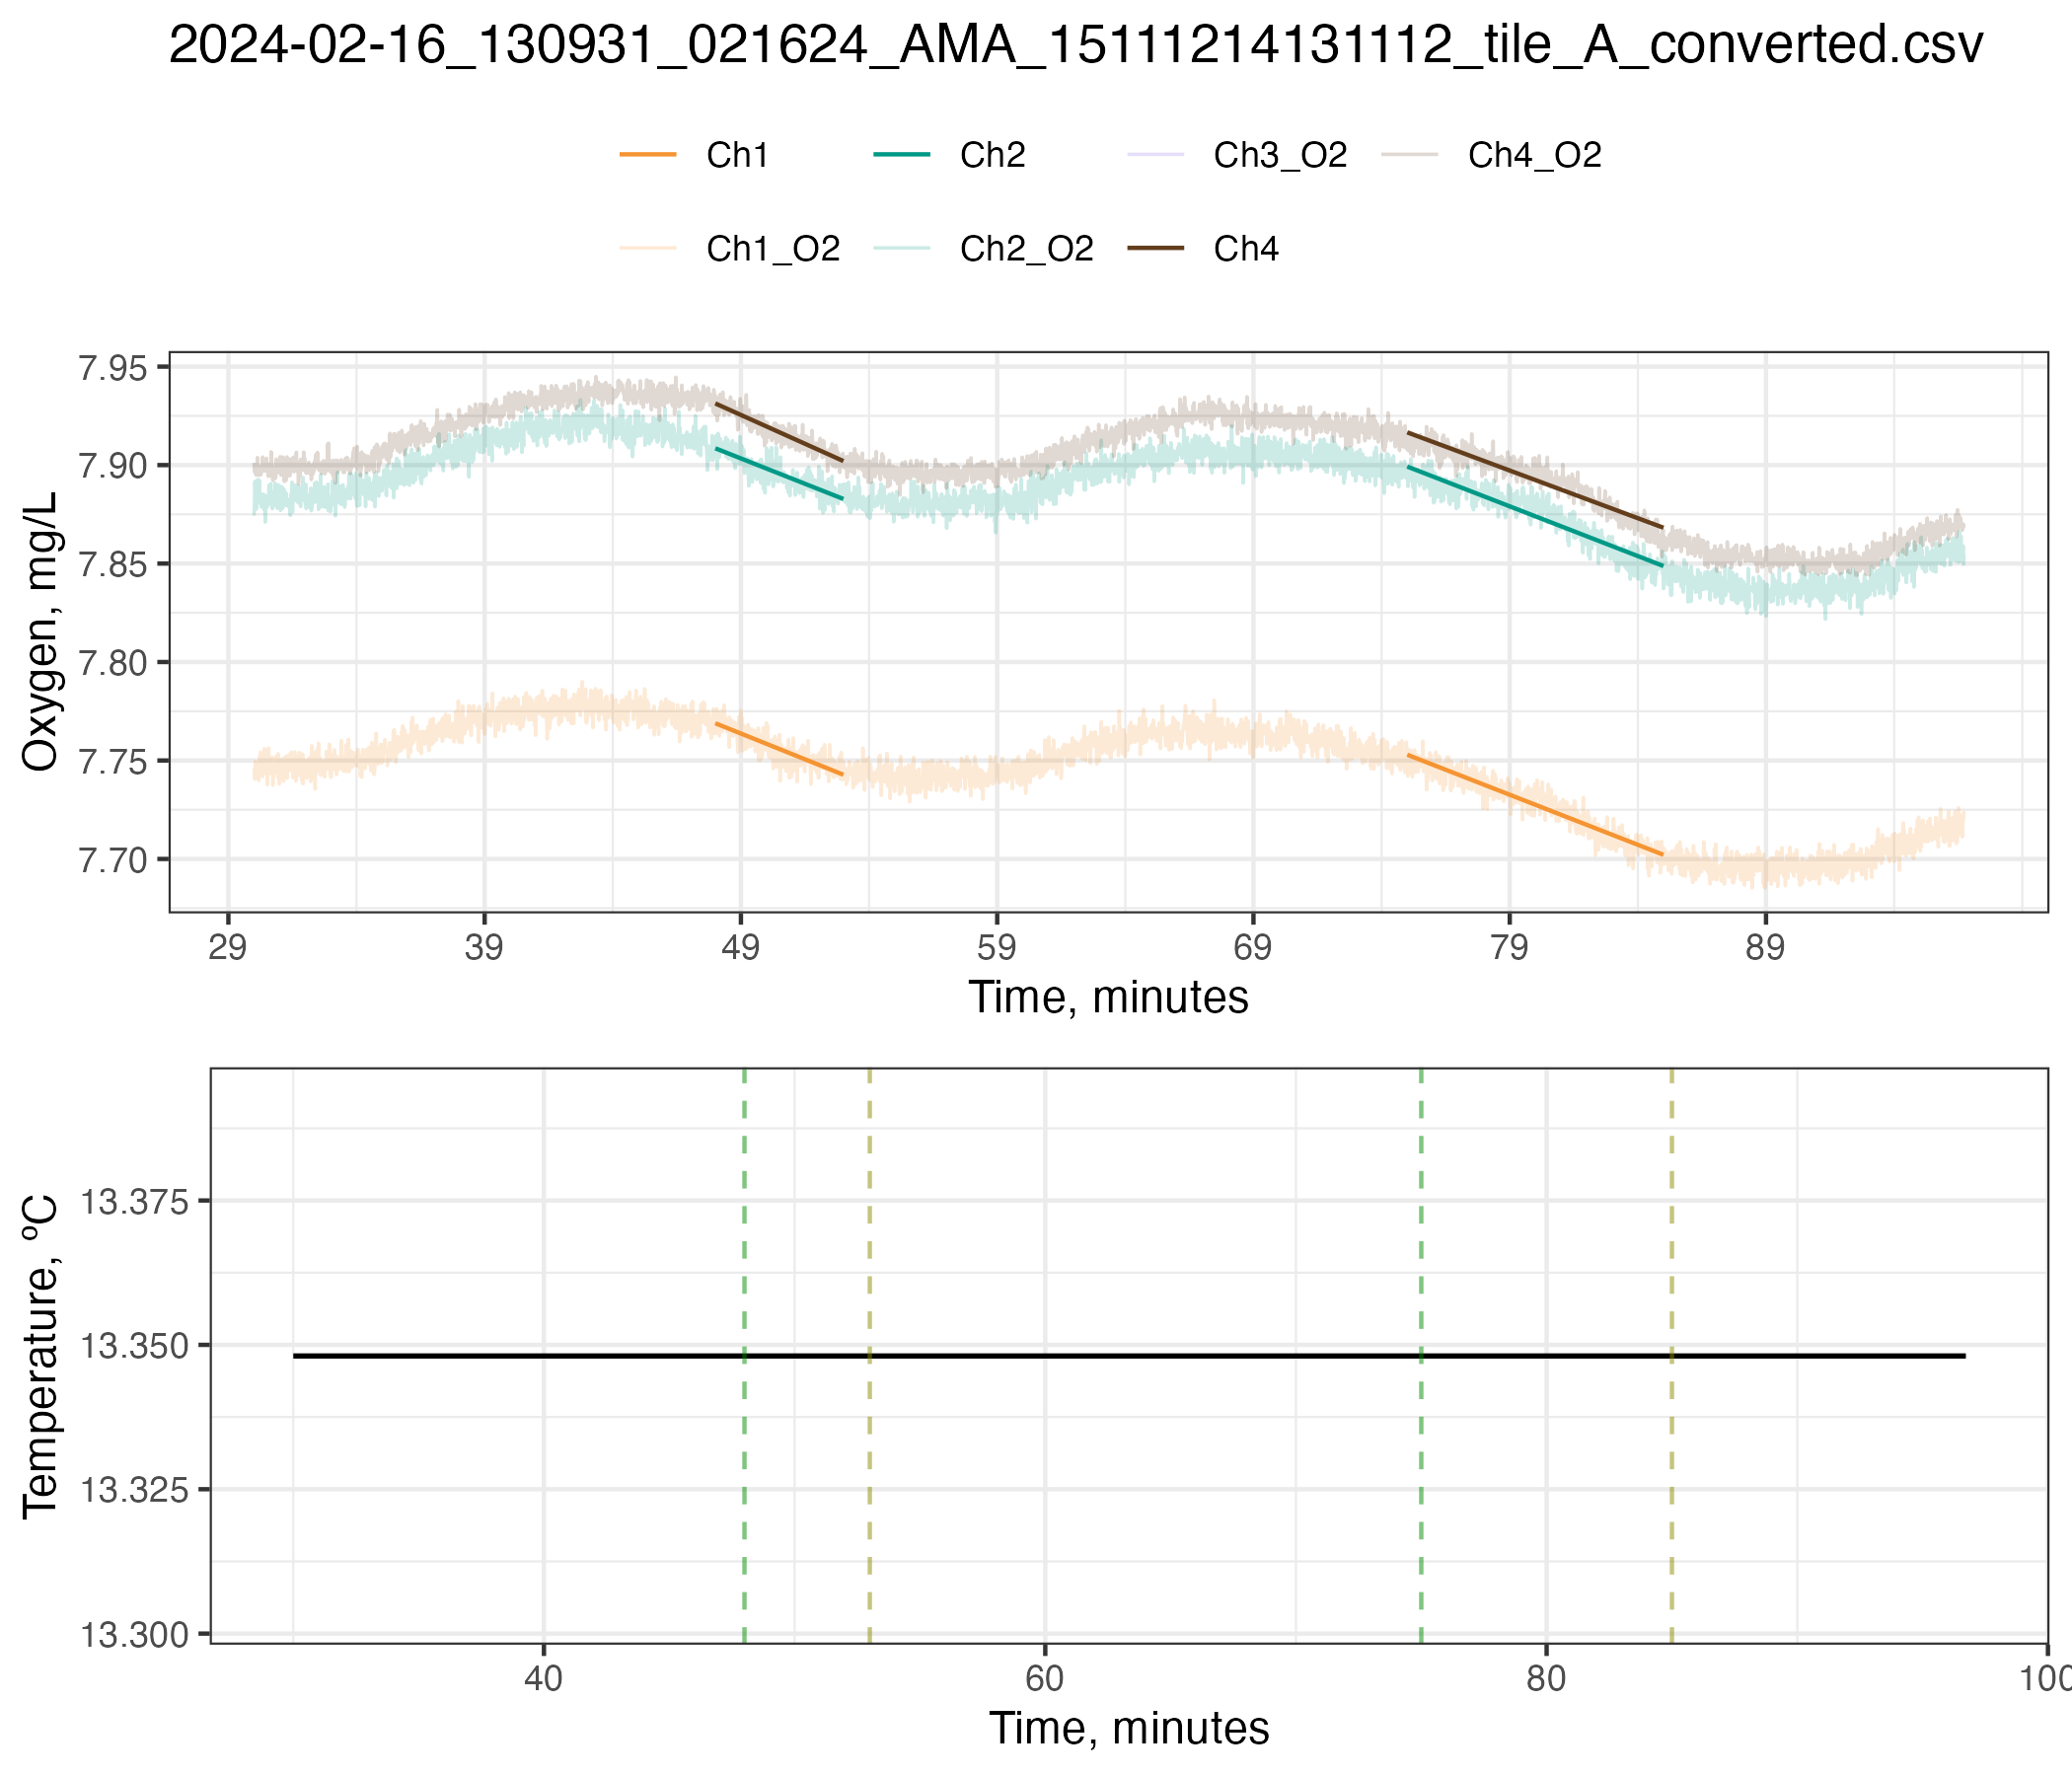 2024-02-16_130931_021624_AMA_15111214131112_tile_A_converted.csv
Ch1 Ch2 Ch3_O2 Ch4_O2
Ch1_O2 Ch2_O2 Ch4
Oxygen, mg/L
7.95
7.90
7.85
7.80
7.75
7.70
29 39 49 59 69 79 89
Time, minutes
Temperature, ºC
13.375
13.350
13.325
13.300
40 60 80 100
Time, minutes